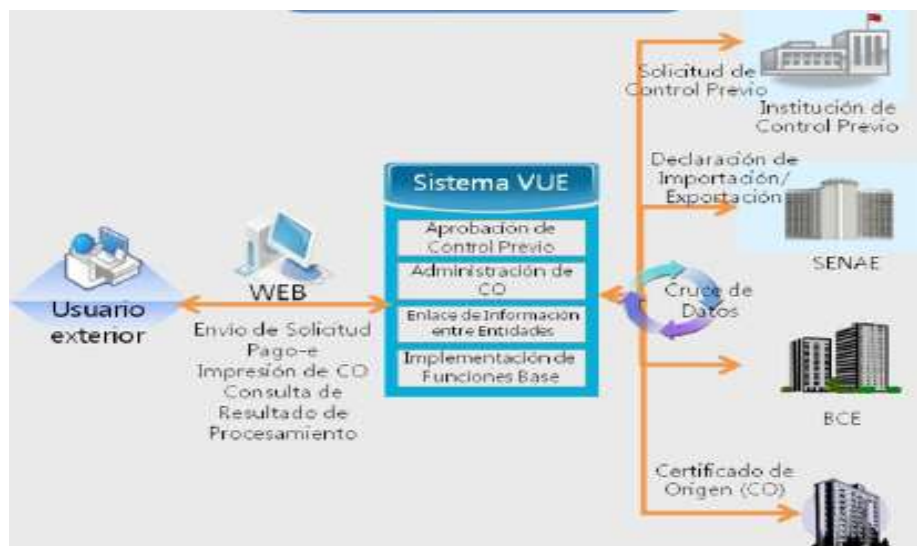 Usuario
exterior
WEB
Envío de Solicitud
Pago-e
Impresión de CO
Consulta de
Resultado de
Procesamiento
Sistema VUE
Aprobación de
Control Previo
Administración de
CO
Enlace de Información
entre Entidades
Implementación de
Funciones Base
Cruce de
Datos
Solicitud de
Control Previo
Institución de
Control Previo
Declaración de
Importación/
Exportación
SENAE
BCE
Certificado de
Origen (CO)